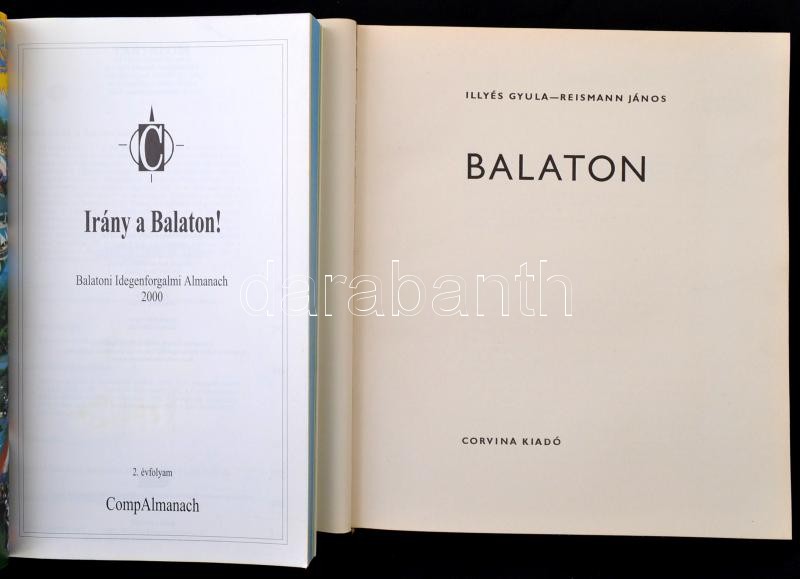 C
Irány a Balaton!
Balatoni Idegenforgalmi Almanach
2000
2. évfolyam
CompAlmanach
ILLYÉS GYULA—REISMANN JÁNOS
BALATON
CORVINA KIADÓ
darabanth